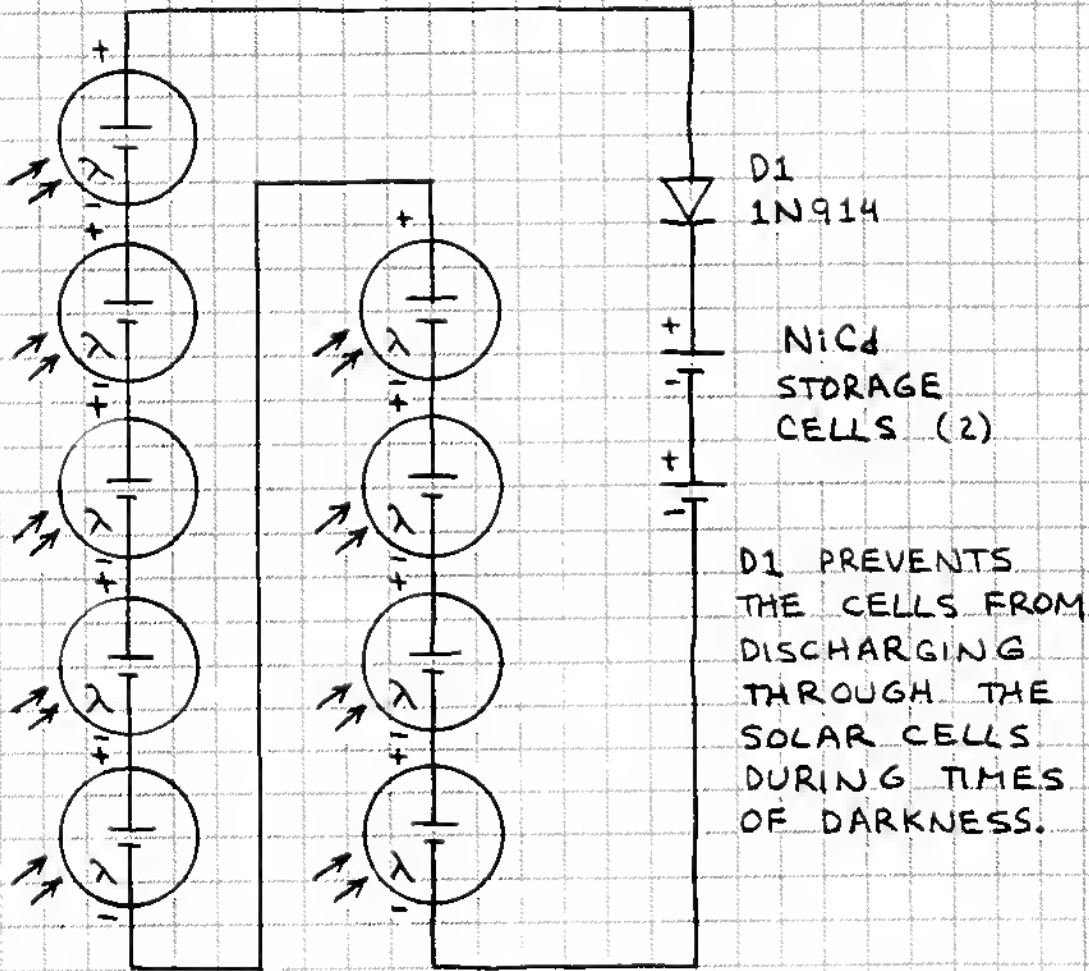 +
λ
-
+
λ
-
+
λ
-
+
λ
-
+
λ
-
+
λ
-
+
λ
-
+
λ
-
+
λ
-
D1
1N914
+
-
+
-
NiCd
STORAGE
CELLS (2)
D1 PREVENTS
THE CELLS FROM
DISCHARGING
THROUGH THE
SOLAR CELLS
DURING TIMES
OF DARKNESS.